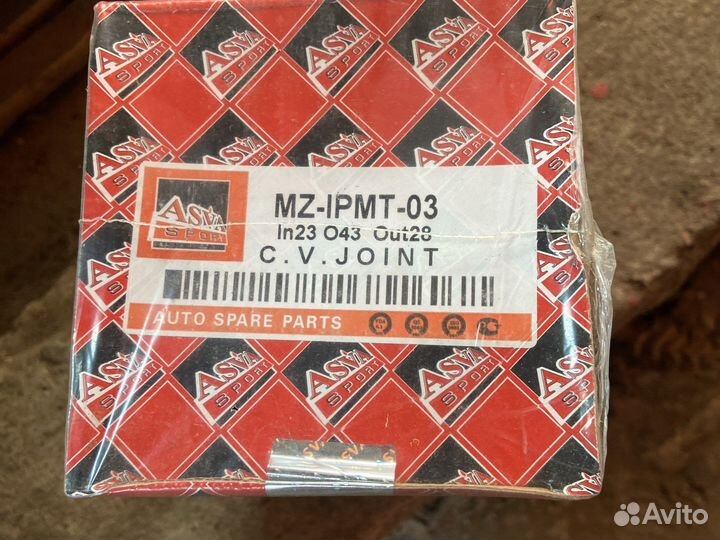 ASVA
SPORT
MZ-IPMT-03
In23 O43 Out28
C.V.JOINT
AUTO SPARE PARTS
Avito